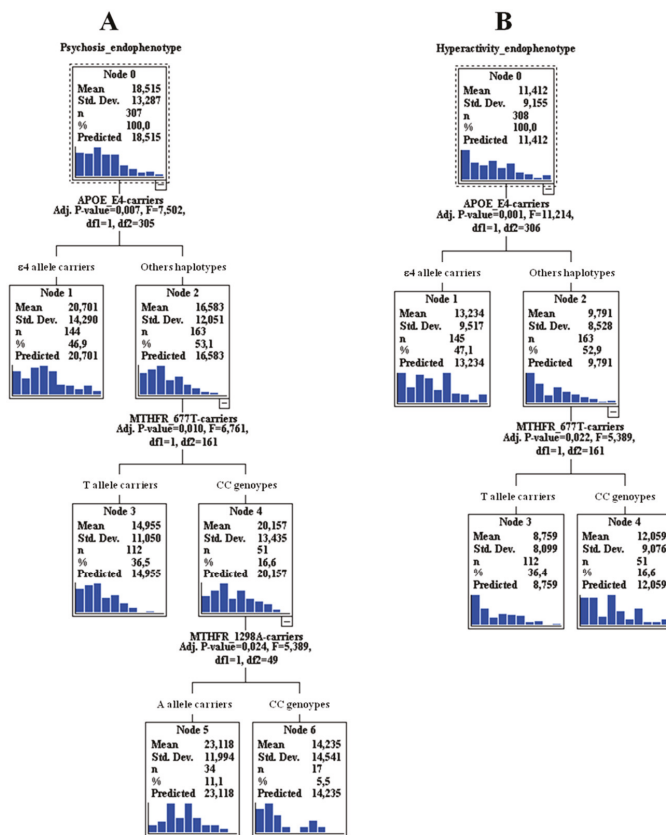 A
Psychosis_endophenotype
Node 0
Mean 18,515
Std. Dev. 13,287
n 307
% 100,0
Predicted 18,515
APOE_E4-carriers
Adj. P-value=0,007, F=7,502,
df1=1, df2=305
ε4 allele carriers
Others haplotypes
Node 1
Mean 20,701
Std. Dev. 14,290
n 144
% 46,9
Predicted 20,701
Node 2
Mean 16,583
Std. Dev. 12,051
n 163
% 53,1
Predicted 16,583
MTHFR_677T-carriers
Adj. P-value=0,010, F=6,761,
df1=1, df2=161
T allele carriers
CC genoypes
Node 3
Mean 14,955
Std. Dev. 11,050
n 112
% 36,5
Predicted 14,955
Node 4
Mean 20,157
Std. Dev. 13,435
n 51
% 16,6
Predicted 20,157
MTHFR_1298A-carriers
Adj. P-value=0,024, F=5,389,
df1=1, df2=49
A allele carriers
CC genoypes
Node 5
Mean 23,118
Std. Dev. 11,994
n 34
% 11,1
Predicted 23,118
Node 6
Mean 14,235
Std. Dev. 14,541
n 17
% 5,5
Predicted 14,235
B
Hyperactivity_endophenotype
Node 0
Mean 11,412
Std. Dev. 9,155
n 308
% 100,0
Predicted 11,412
APOE_E4-carriers
Adj. P-value=0,001, F=11,214,
df1=1, df2=306
ε4 allele carriers
Others haplotypes
Node 1
Mean 13,234
Std. Dev. 9,517
n 145
% 47,1
Predicted 13,234
Node 2
Mean 9,791
Std. Dev. 8,528
n 163
% 52,9
Predicted 9,791
MTHFR_677T-carriers
Adj. P-value=0,022, F=5,389,
df1=1, df2=161
T allele carriers
CC genoypes
Node 3
Mean 8,759
Std. Dev. 8,099
n 112
% 36,4
Predicted 8,759
Node 4
Mean 12,059
Std. Dev. 9,076
n 51
% 16,6
Predicted 12,059